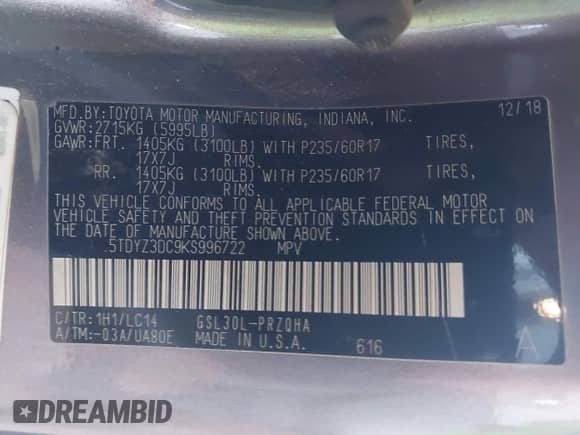 MFD.BY:TOYOTA MOTOR MANUFACTURING, INDIANA, INC. 12/18
GVWR:2715KG (5995LB)
GAWR:FRT. 1405KG (3100LB) WITH P235/60R17 TIRES,
17X7J RIMS.
RR. 1405KG (3100LB) WITH P235/60R17 TIRES,
17X7J RIMS.
THIS VEHICLE CONFORMS TO ALL APPLICABLE FEDERAL MOTOR
VEHICLE SAFETY AND THEFT PREVENTION STANDARDS IN EFFECT ON
THE DATE OF MANUFACTURE SHOWN ABOVE.
5TDYZ3DC9KS996722 MPV
C/TR:1H1/LC14 GSL30L-PRZQHA
A/TM:-03A/UA80E MADE IN U.S.A. 616 A
DREAMBID